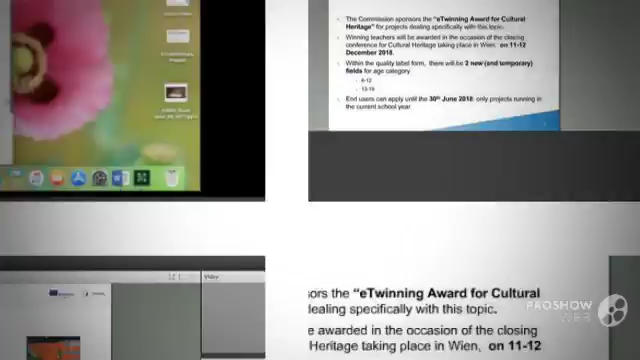 The Commission sponsors the "eTwinning Award for Cultural
Heritage" for projects dealing specifically with this topic.
Winning teachers will be awarded in the occasion of the closing
conference for Cultural Heritage taking place in Wien, on 11-12
December 2018.
Within the quality label form, there will be 2 new (and temporary)
fields for age category
6-12
13-19
End users can apply until the 30th June 2018: only projects running in
the current school year
Video
sors the "eTwinning Award for Cultural
dealing specifically with this topic.
e awarded in the occasion of the closing
Heritage taking place in Wien, on 11-12
PROSHOW
WEB